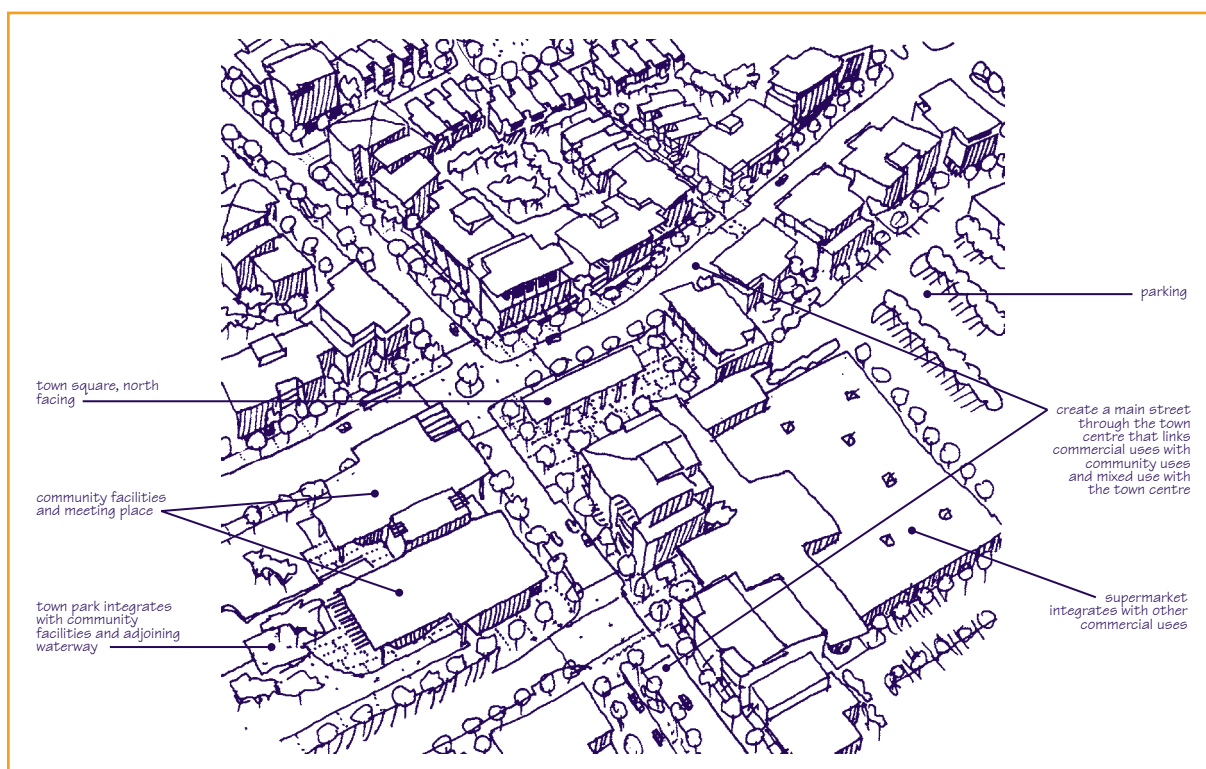 parking
town square, north
facing
create a main street
through the town
centre that links
commercial uses with
community uses
and mixed use with
the town centre
community facilities
and meeting place
supermarket
integrates with other
commercial uses
town park integrates
with community
facilities and adjoining
waterway